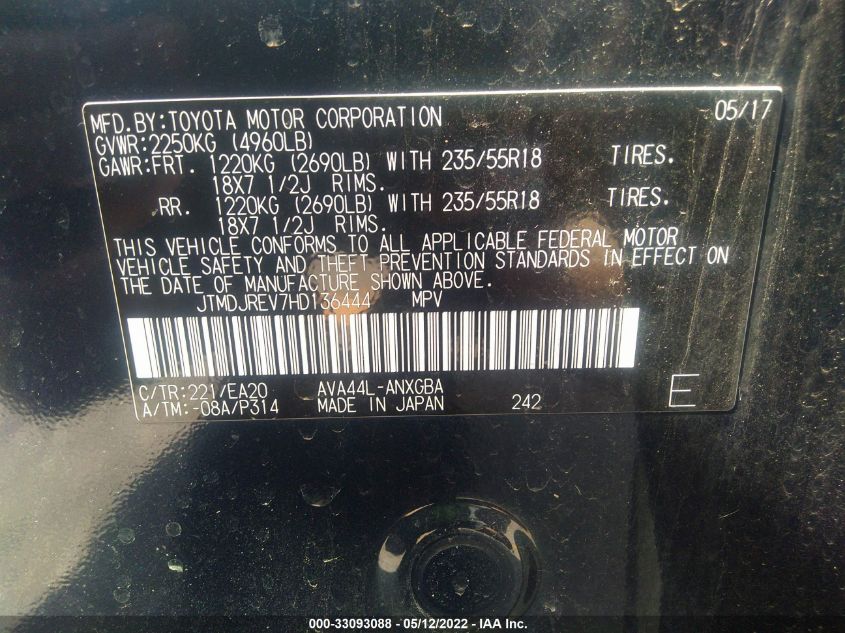 MFD.BY:TOYOTA MOTOR CORPORATION 05/17
GVWR:2250KG (4960LB)
GAWR:FRT. 1220KG (2690LB) WITH 235/55R18 TIRES.
18X7 1/2J RIMS.
RR. 1220KG (2690LB) WITH 235/55R18 TIRES.
18X7 1/2J RIMS.
THIS VEHICLE CONFORMS TO ALL APPLICABLE FEDERAL MOTOR
VEHICLE SAFETY AND THEFT PREVENTION STANDARDS IN EFFECT ON
THE DATE OF MANUFACTURE SHOWN ABOVE.
JTMDJREV7HD136444 MPV
C/TR:221/EA20 AVA44L-ANXGBA
A/TM:-08A/P314 MADE IN JAPAN 242 E
000-33093088 - 05/12/2022 - IAA Inc.